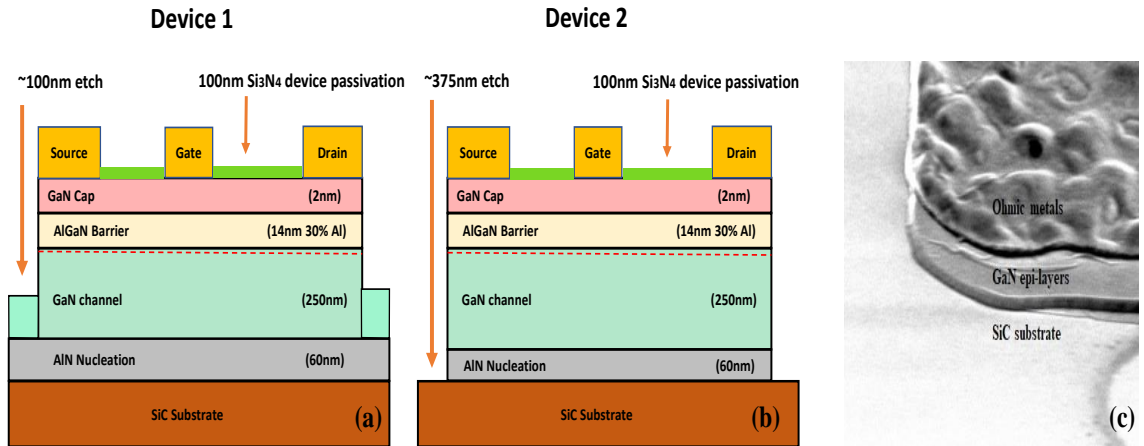 Device 1
~100nm etch
100nm Si₃N₄ device passivation
Source
Gate
Drain
GaN Cap (2nm)
AlGaN Barrier (14nm 30% Al)
GaN channel (250nm)
AlN Nucleation (60nm)
SiC Substrate
(a)
Device 2
~375nm etch
100nm Si₃N₄ device passivation
Source
Gate
Drain
GaN Cap (2nm)
AlGaN Barrier (14nm 30% Al)
GaN channel (250nm)
AlN Nucleation (60nm)
SiC Substrate
(b)
Ohmic metals
GaN epi-layers
SiC substrate
(c)